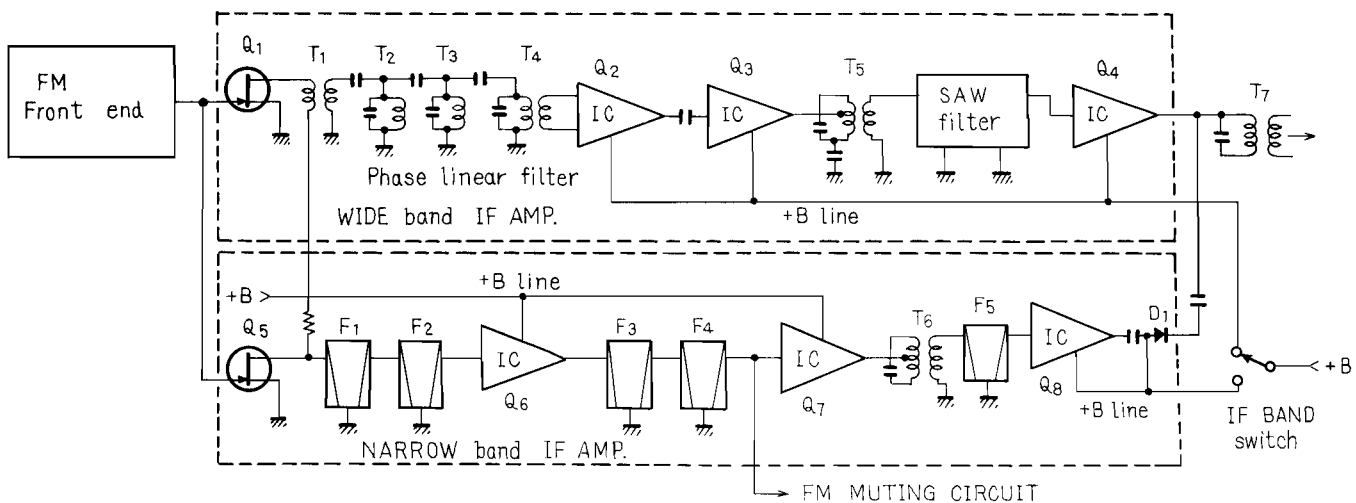 FM
Front end
Q1
T1
T2
T3
T4
Q2
IC
Q3
IC
T5
SAW
filter
Q4
IC
T7
Phase linear filter
WIDE band IF AMP.
+B line
+B
+B line
Q5
F1
F2
IC
Q6
F3
F4
IC
Q7
T6
F5
IC
Q8
D1
+B line
+B
IF BAND
switch
NARROW band IF AMP.
FM MUTING CIRCUIT